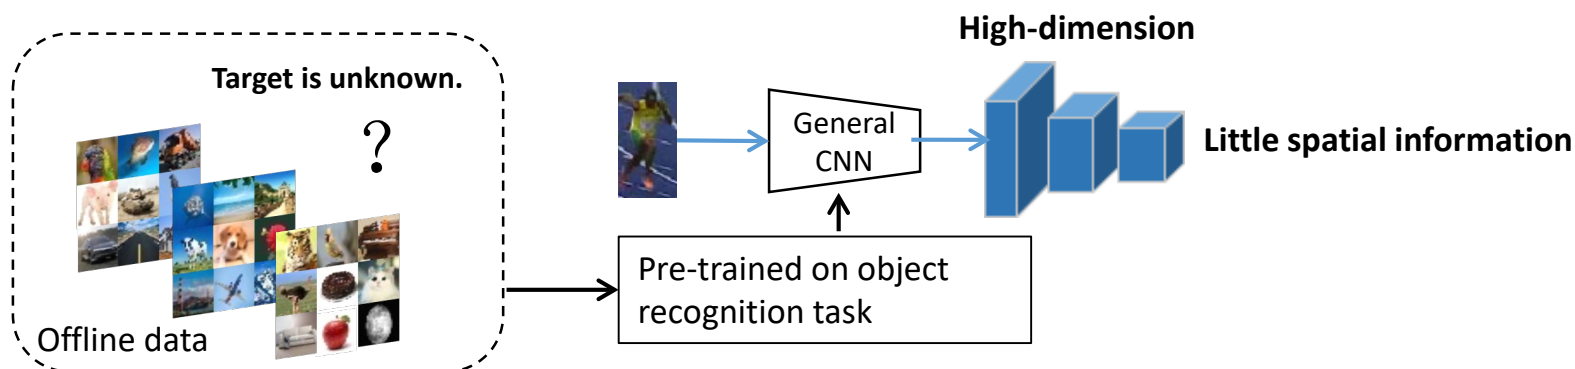 High-dimension
Target is unknown.
?
General
CNN
Little spatial information
Pre-trained on object
recognition task
Offline data